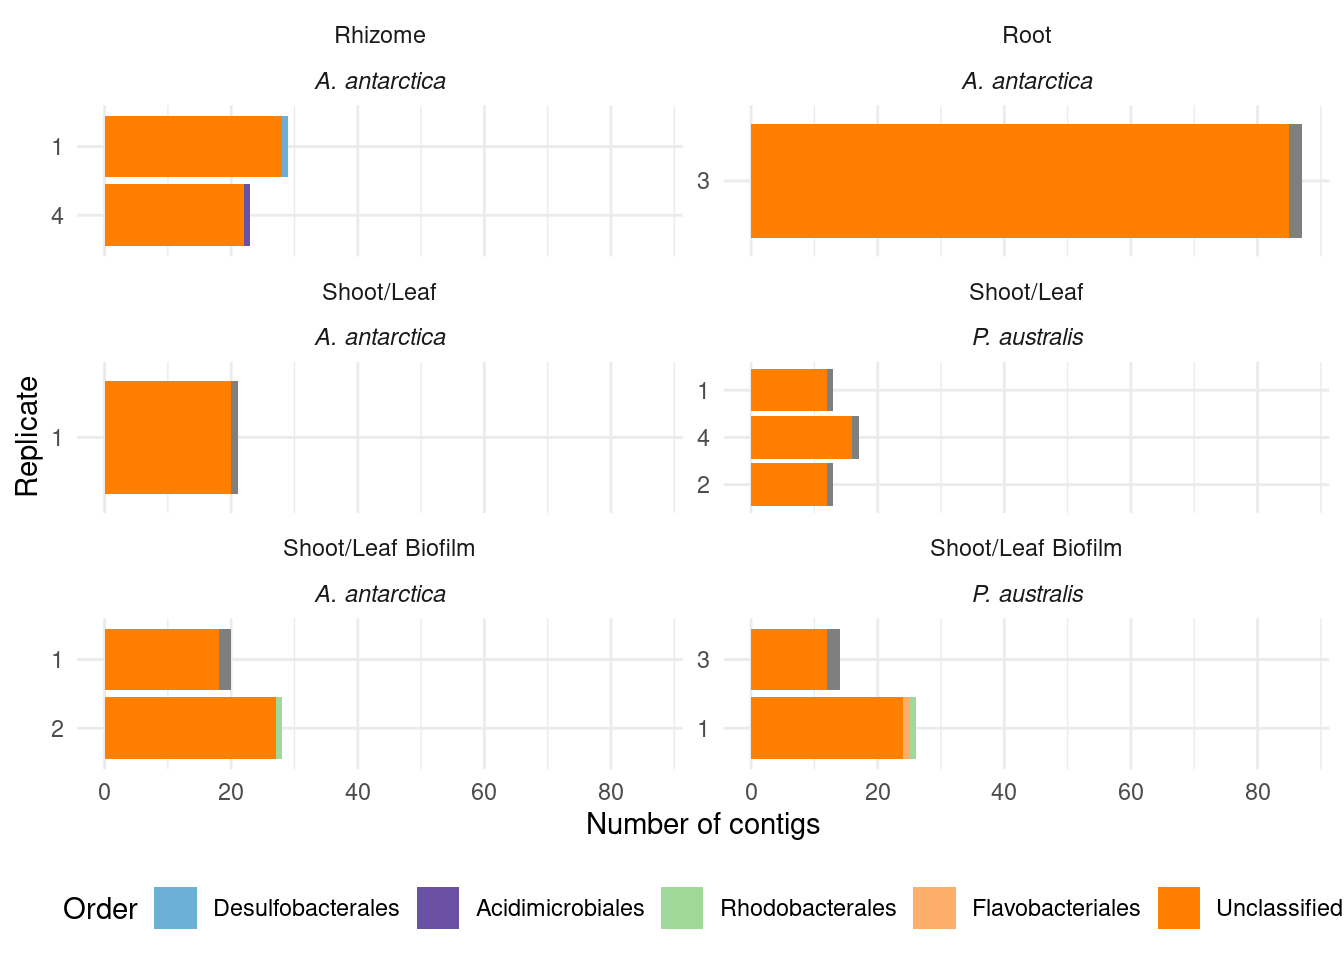 Rhizome
A. antarctica
1
4
Root
A. antarctica
3
Shoot/Leaf
A. antarctica
1
Shoot/Leaf
P. australis
1
4
2
Replicate
Shoot/Leaf Biofilm
A. antarctica
1
2
0 20 40 60 80
Shoot/Leaf Biofilm
P. australis
3
1
0 20 40 60 80
Number of contigs
Order Desulfobacterales Acidimicrobiales Rhodobacterales Flavobacteriales Unclassified